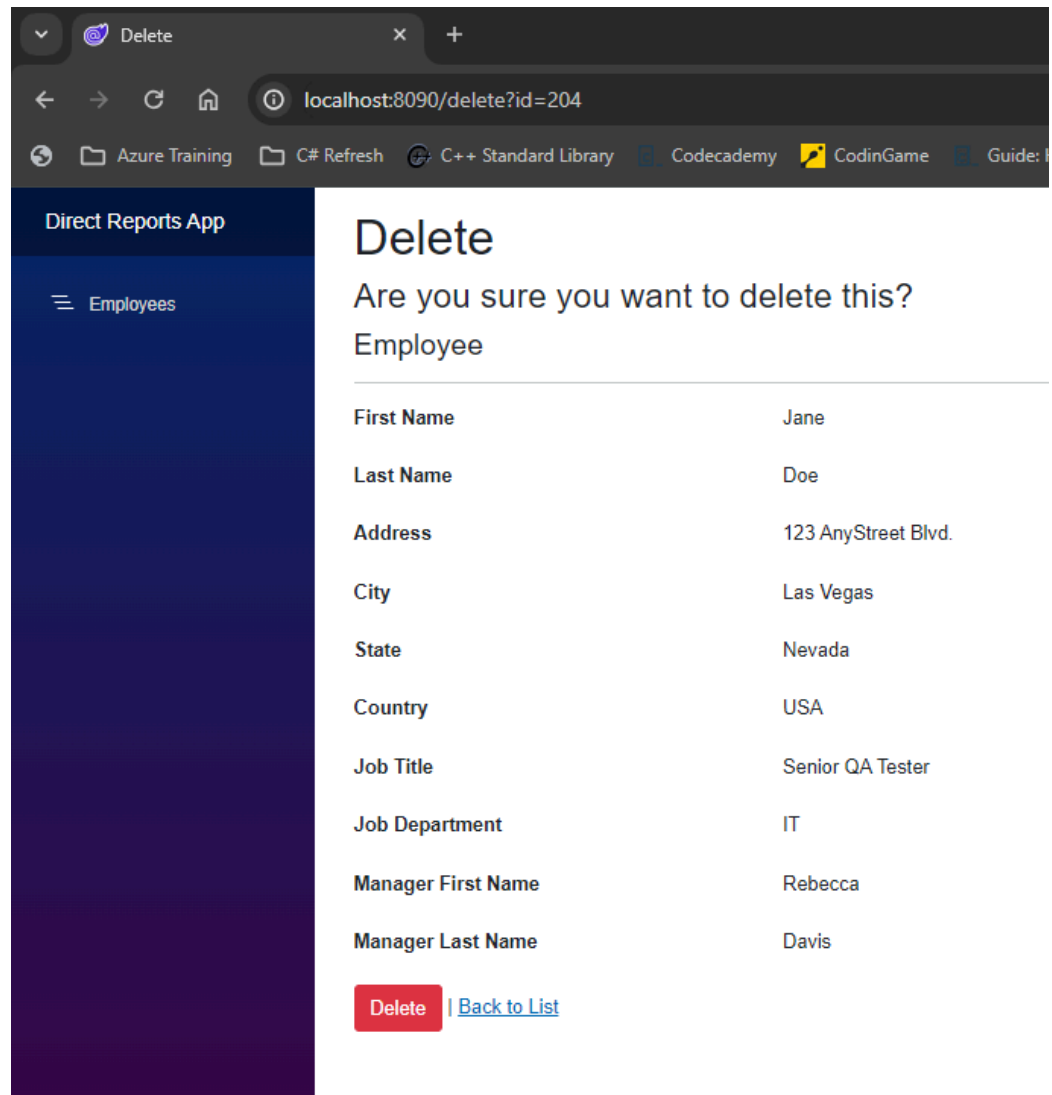 Delete
localhost:8090/delete?id=204
Azure Training C# Refresh C++ Standard Library Codecademy CodinGame Guide:
Direct Reports App
Employees
Delete
Are you sure you want to delete this?
Employee
First Name Jane
Last Name Doe
Address 123 AnyStreet Blvd.
City Las Vegas
State Nevada
Country USA
Job Title Senior QA Tester
Job Department IT
Manager First Name Rebecca
Manager Last Name Davis
Delete | Back to List